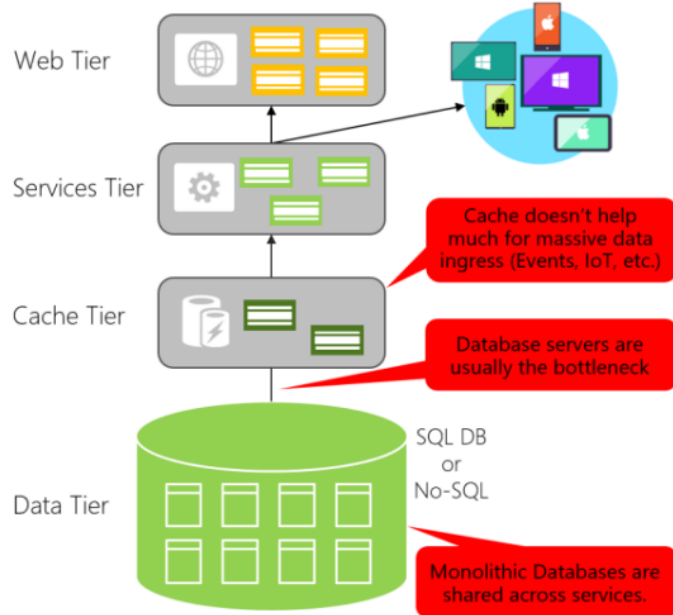 Web Tier
Services Tier
Cache doesn't help
much for massive data
ingress (Events, IoT, etc.)
Cache Tier
Database servers are
usually the bottleneck
SQL DB
or
No-SQL
Data Tier
Monolithic Databases are
shared across services.